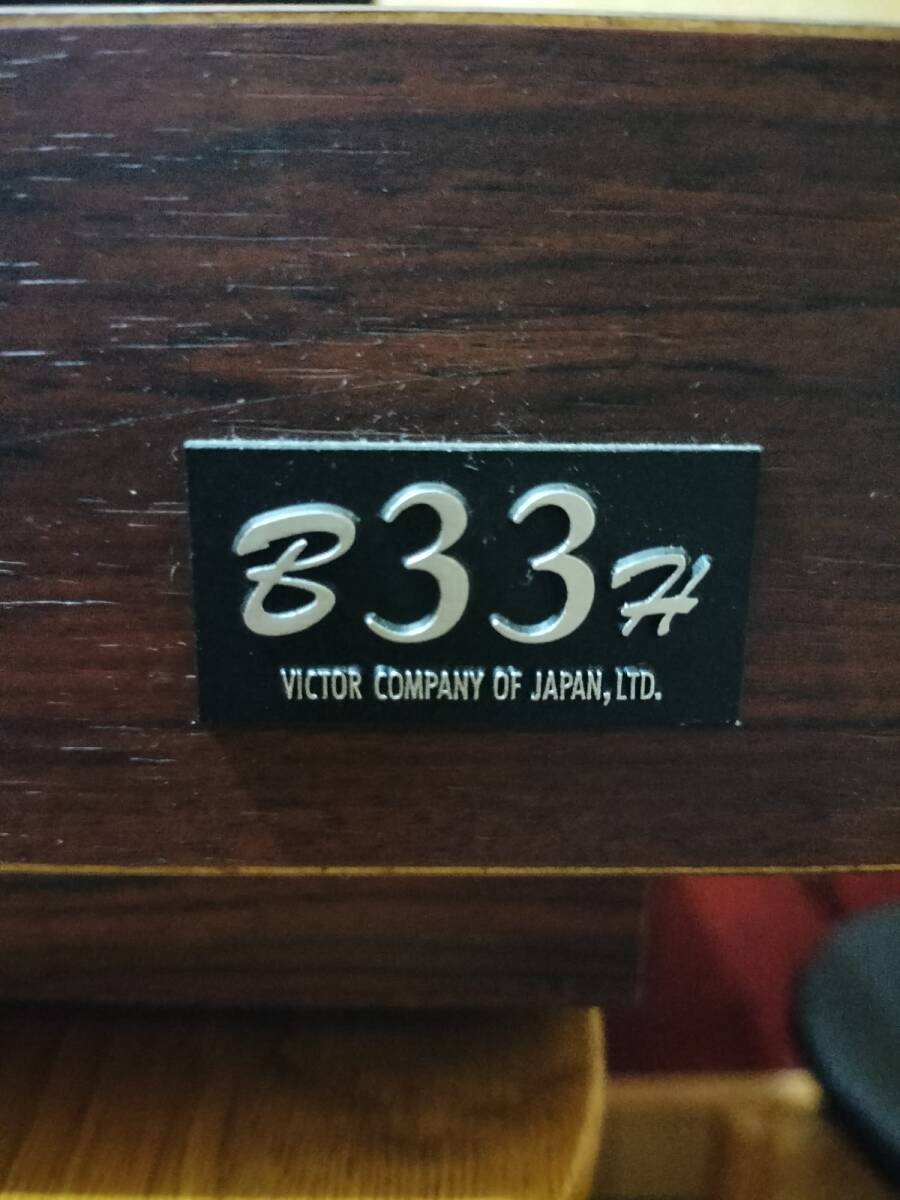 B33H
VICTOR COMPANY OF JAPAN, LTD.